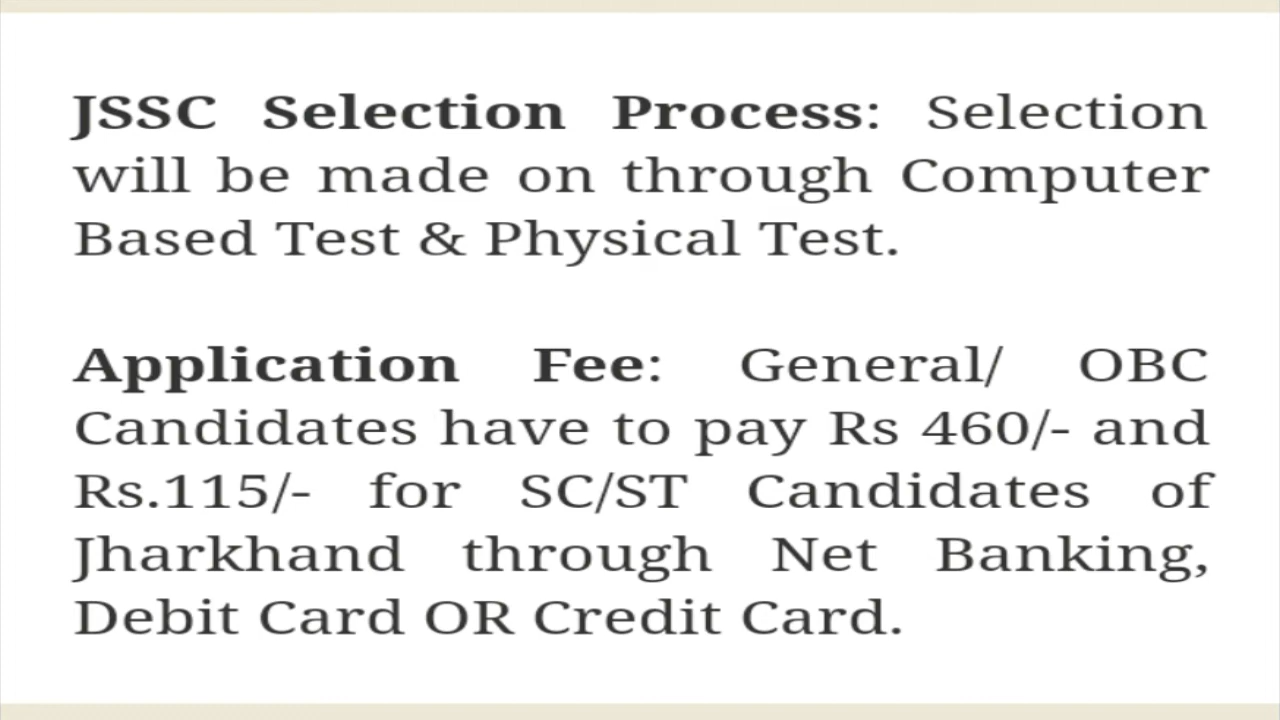 JSSC Selection Process: Selection
will be made on through Computer
Based Test & Physical Test.
Application Fee: General/ OBC
Candidates have to pay Rs 460/- and
Rs.115/- for SC/ST Candidates of
Jharkhand through Net Banking,
Debit Card OR Credit Card.